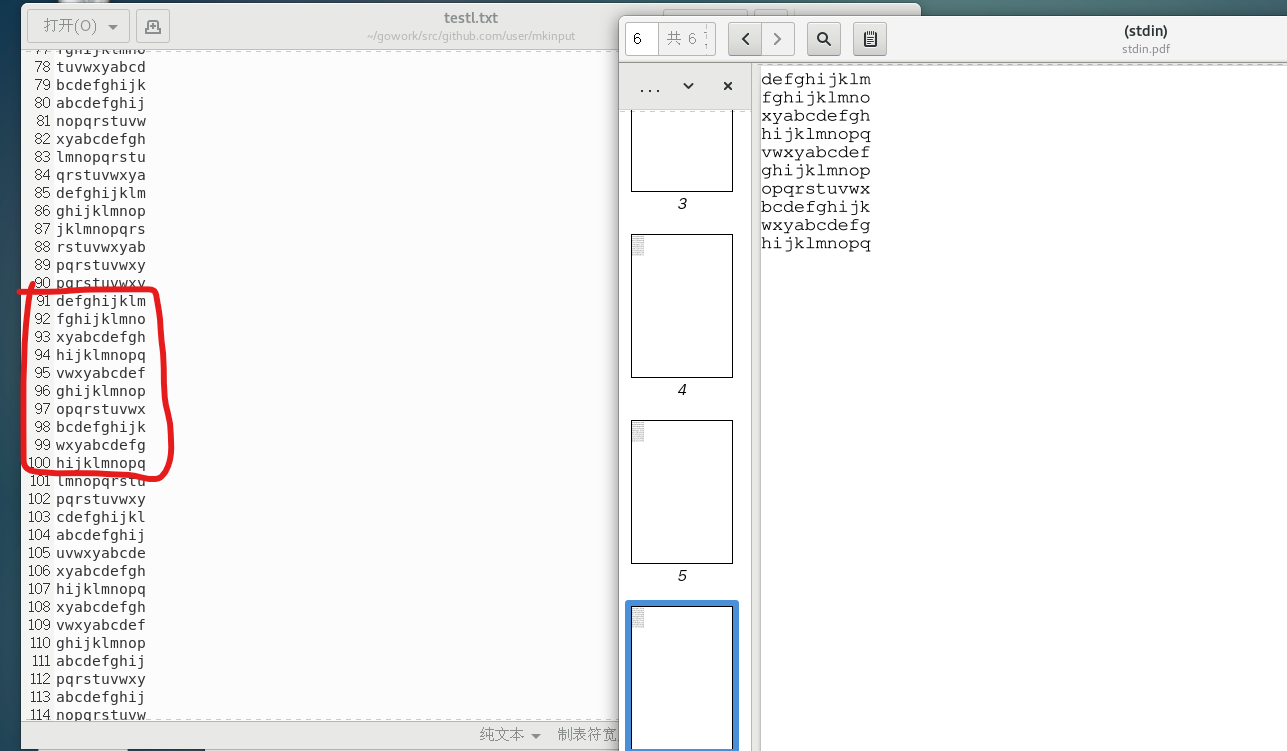 打开(O)
testl.txt
~/gowork/src/github.com/user/mkinput
77 fghijklmno
78 tuvwxyabcd
79 bcdefghijk
80 abcdefghij
81 nopqrstuvw
82 xyabcdefgh
83 lmnopqrstu
84 qrstuvwxya
85 defghijklm
86 ghijklmnop
87 jklmnopqrs
88 rstuvwxyab
89 pqrstuvwxy
90 pqrstuvwxy
91 defghijklm
92 fghijklmno
93 xyabcdefgh
94 hijklmnopq
95 vwxyabcdef
96 ghijklmnop
97 opqrstuvwx
98 bcdefghijk
99 wxyabcdefg
100 hijklmnopq
101 lmnopqrstu
102 pqrstuvwxy
103 cdefghijkl
104 abcdefghij
105 uvwxyabcde
106 xyabcdefgh
107 hijklmnopq
108 xyabcdefgh
109 vwxyabcdef
110 ghijklmnop
111 abcdefghij
112 pqrstuvwxy
113 abcdefghij
114 nopqrstuvw
纯文本
制表符宽
6
共 6
(stdin)
stdin.pdf
...
3
4
5
defghijklm
fghijklmno
xyabcdefgh
hijklmnopq
vwxyabcdef
ghijklmnop
opqrstuvwx
bcdefghijk
wxyabcdefg
hijklmnopq